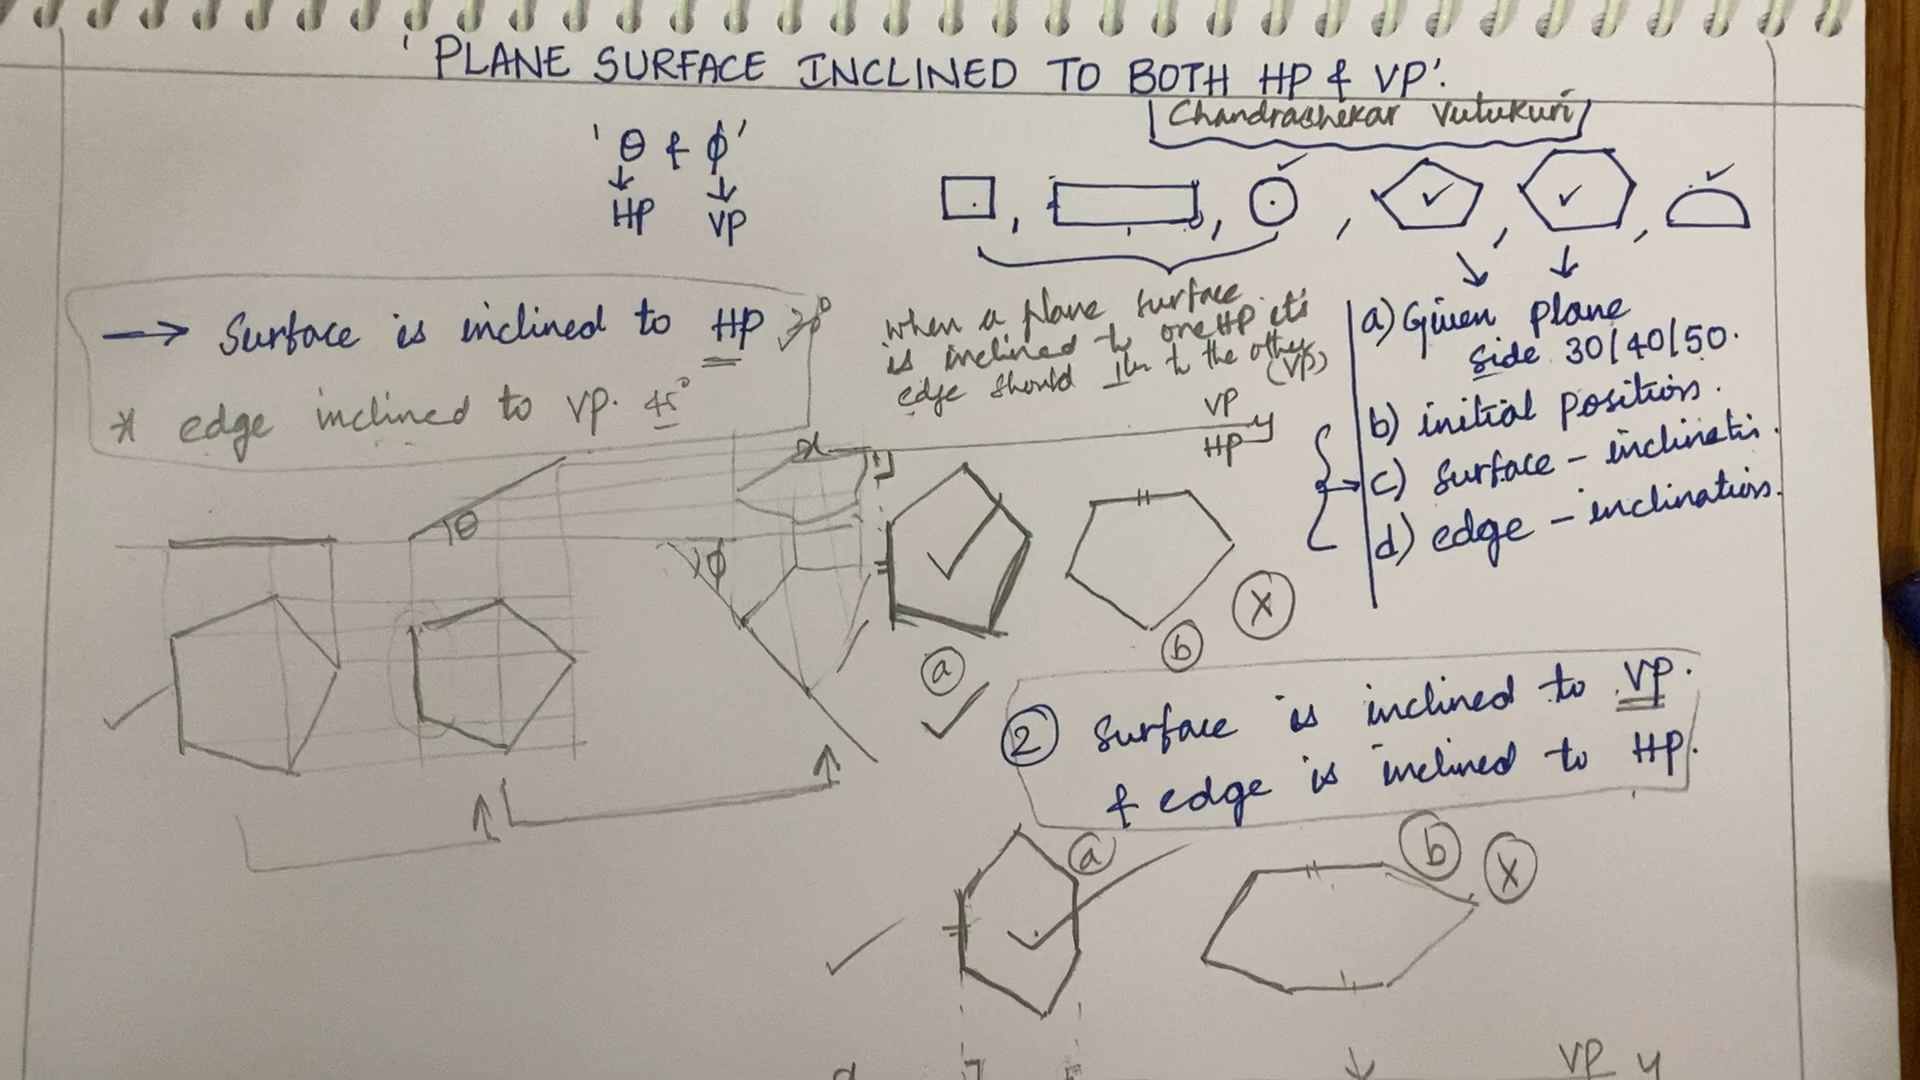 'PLANE SURFACE INCLINED TO BOTH HP & VP'.
Chandrashekar Vutukuri
'θ & ϕ'
HP VP
→ Surface is inclined to HP 30°
* edge inclined to VP. 45°
when a plane surface
is inclined to one HP it's
edge should ⊥lar to the other
(VP)
a) Given plane
side 30/40/50.
b) initial position.
c) surface - inclinatin.
d) edge - inclination.
VP
HP
y
x
θ
ϕ
a
b
X
② Surface is inclined to VP.
& edge is inclined to HP.
a
b
X
VP y